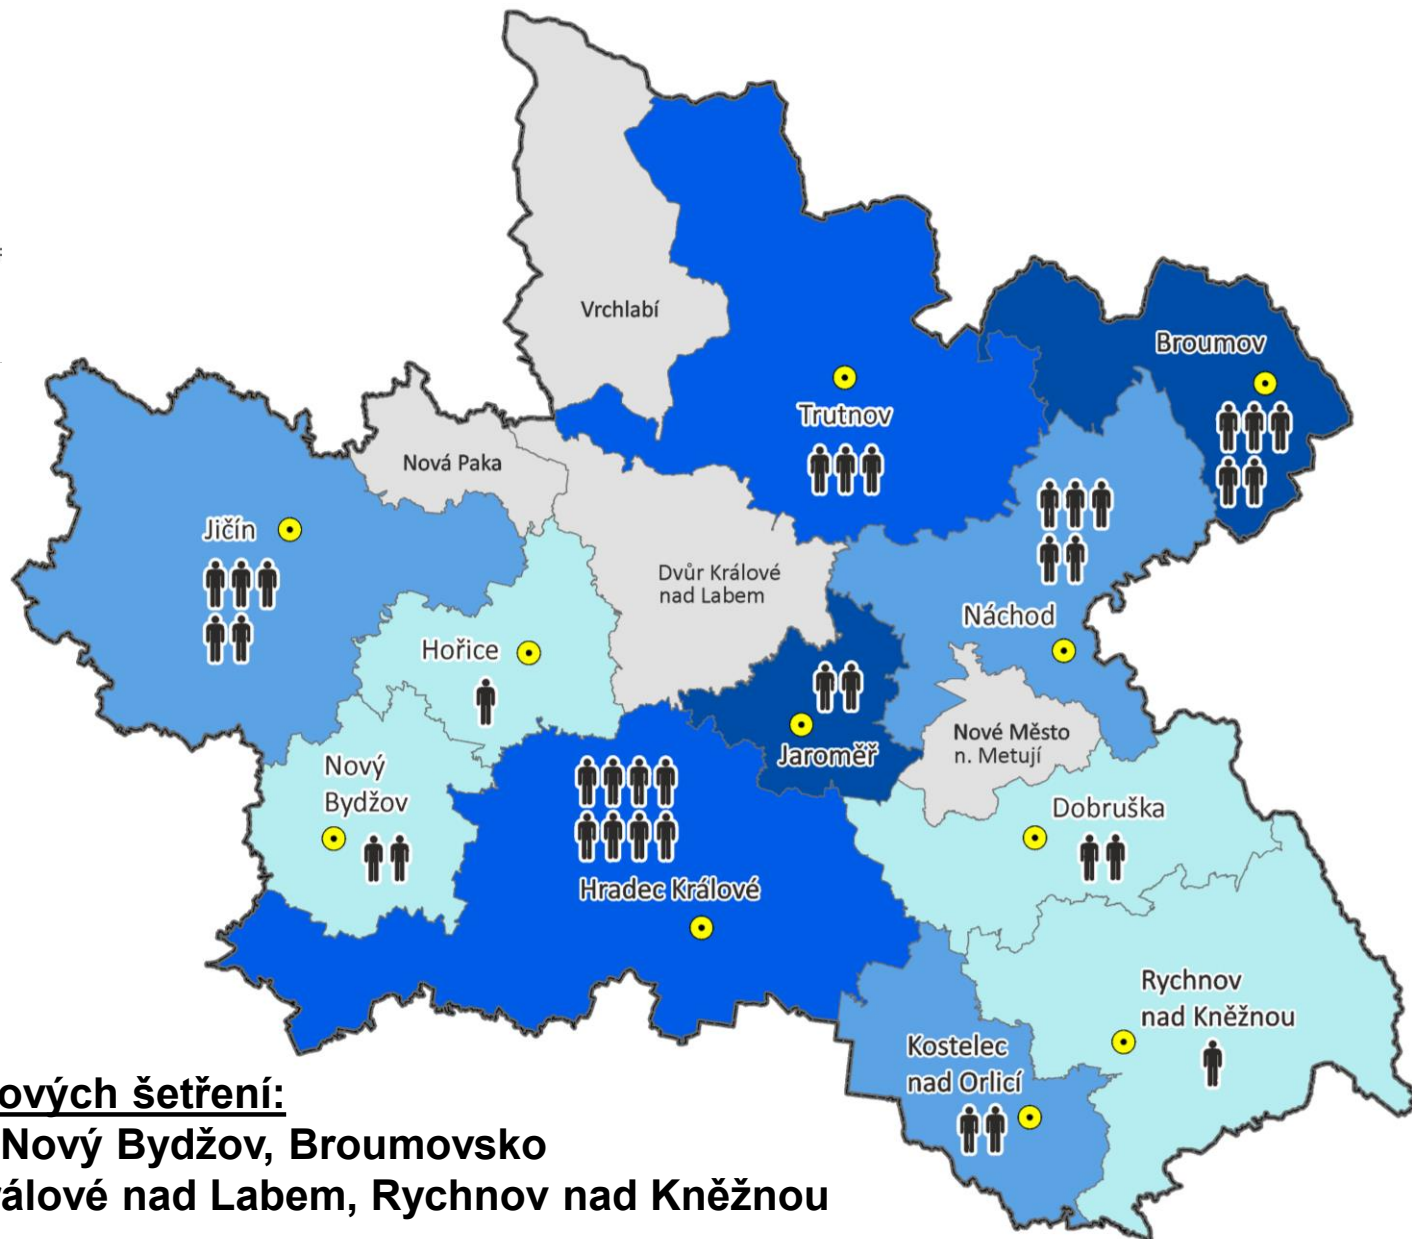 Vrchlabí
Broumov
Trutnov
Nová Paka
Jičín
Dvůr Králové
nad Labem
Náchod
Hořice
Nové Město
n. Metují
Jaroměř
Nový
Bydžov
Dobruška
Hradec Králové
Rychnov
nad Kněžnou
Kostelec
nad Orlicí
ových šetření:
Nový Bydžov, Broumovsko
rálové nad Labem, Rychnov nad Kněžnou